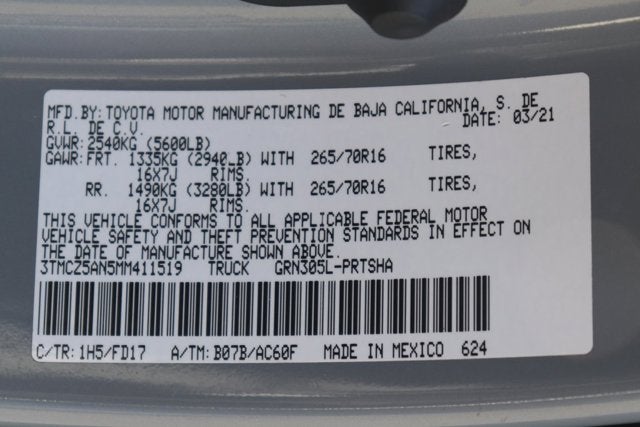 MFD.BY: TOYOTA MOTOR MANUFACTURING DE BAJA CALIFORNIA, S. DE
R.L. DE C.V. DATE: 03/21
GVWR: 2540KG (5600LB)
GAWR: FRT. 1335KG (2940LB) WITH 265/70R16 TIRES,
16X7J RIMS.
RR. 1490KG (3280LB) WITH 265/70R16 TIRES,
16X7J RIMS.
THIS VEHICLE CONFORMS TO ALL APPLICABLE FEDERAL MOTOR
VEHICLE SAFETY AND THEFT PREVENTION STANDARDS IN EFFECT ON
THE DATE OF MANUFACTURE SHOWN ABOVE.
3TMCZ5AN5MM411519 TRUCK GRN305L-PRTSHA
C/TR: 1H5/FD17 A/TM: B07B/AC60F MADE IN MEXICO 624